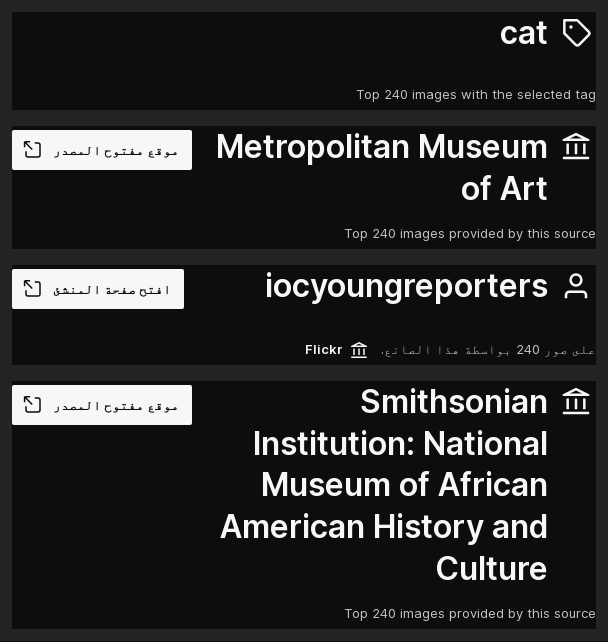 cat
Top 240 images with the selected tag
Metropolitan Museum
of Art
موقع مفتوح المصدر
Top 240 images provided by this source
iocyoungreporters
افتح صفحة المنشئ
على صور 240 بواسطة هذا الصانع.
Flickr
Smithsonian
Institution: National
Museum of African
American History and
Culture
موقع مفتوح المصدر
Top 240 images provided by this source